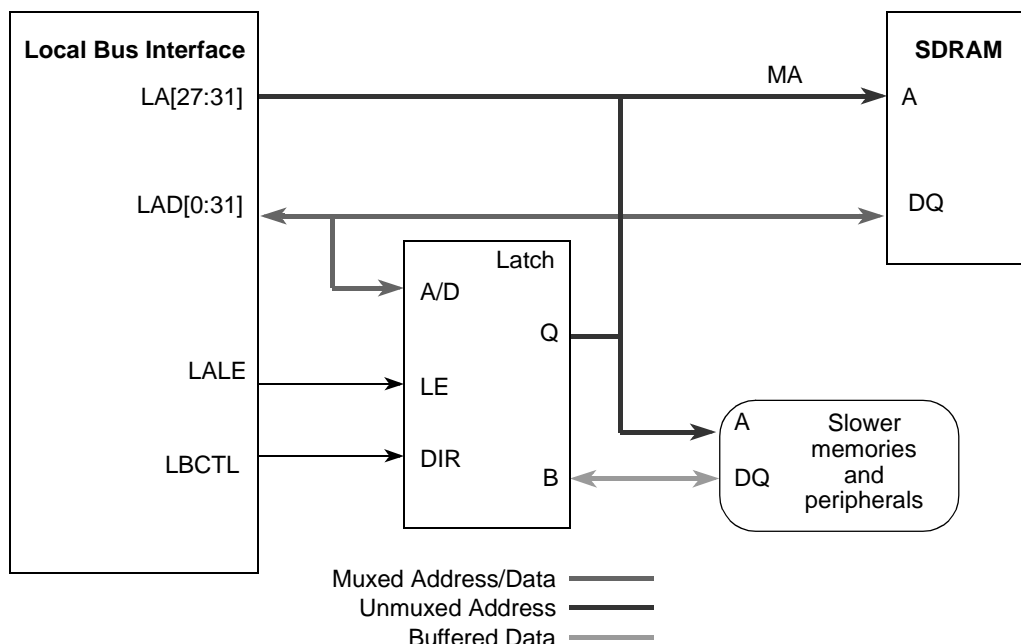 Local Bus Interface
LA[27:31]
LAD[0:31]
LALE
LBCTL
MA
SDRAM
A
DQ
Latch
A/D
Q
LE
DIR
B
A
DQ
Slower
memories
and
peripherals
Muxed Address/Data
Unmuxed Address
Buffered Data